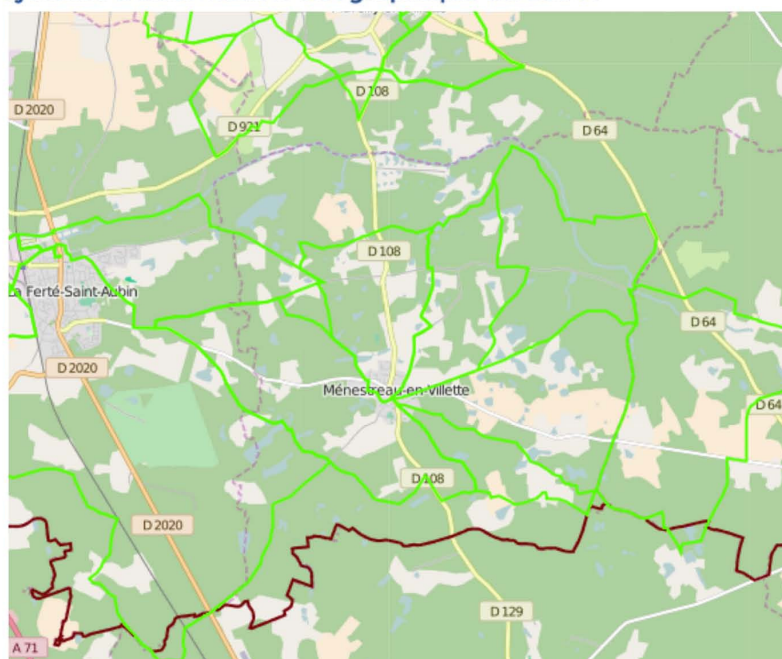 D 2020
D 108
D 921
D 64
D 108
La Ferté-Saint-Aubin
D 64
D 2020
Ménestreau-en-Villette
D 64
D 108
D 2020
D 129
A 71